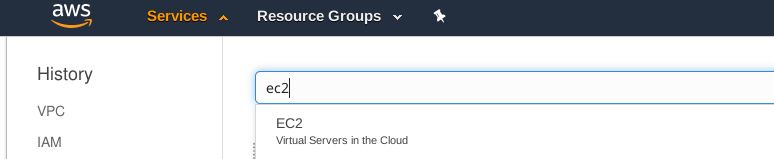 aws
Services
Resource Groups
History
VPC
IAM
ec2
EC2
Virtual Servers in the Cloud